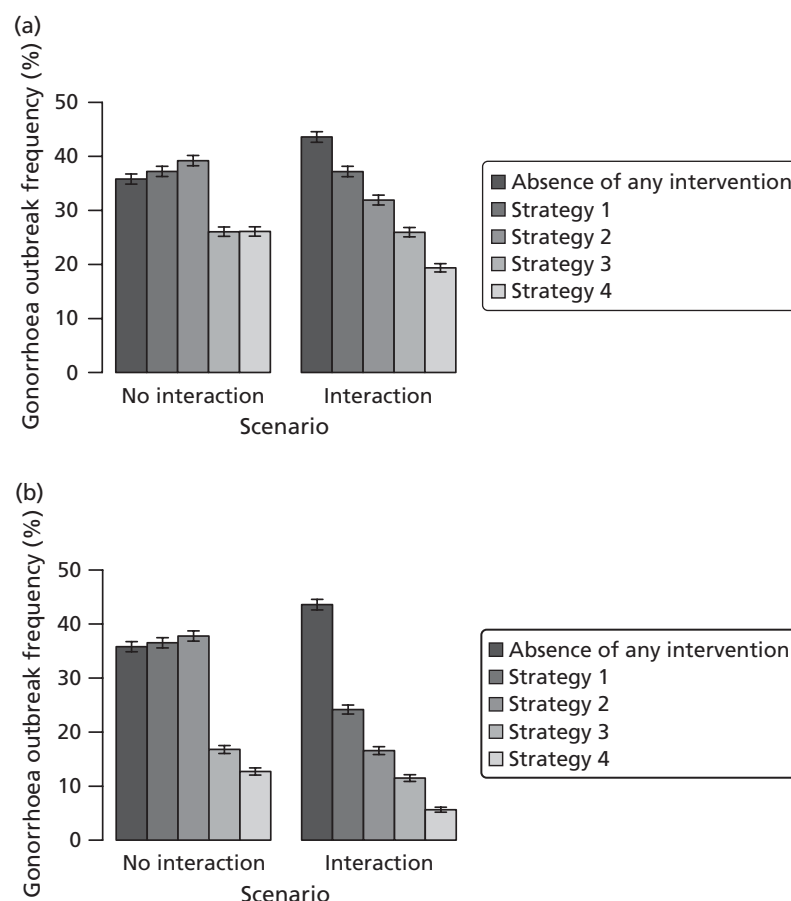 (a)
Gonorrhoea outbreak frequency (%)
50
40
30
20
10
0
No interaction
Interaction
Scenario
Absence of any intervention
Strategy 1
Strategy 2
Strategy 3
Strategy 4
(b)
Gonorrhoea outbreak frequency (%)
50
40
30
20
10
0
No interaction
Interaction
Scenario
Absence of any intervention
Strategy 1
Strategy 2
Strategy 3
Strategy 4